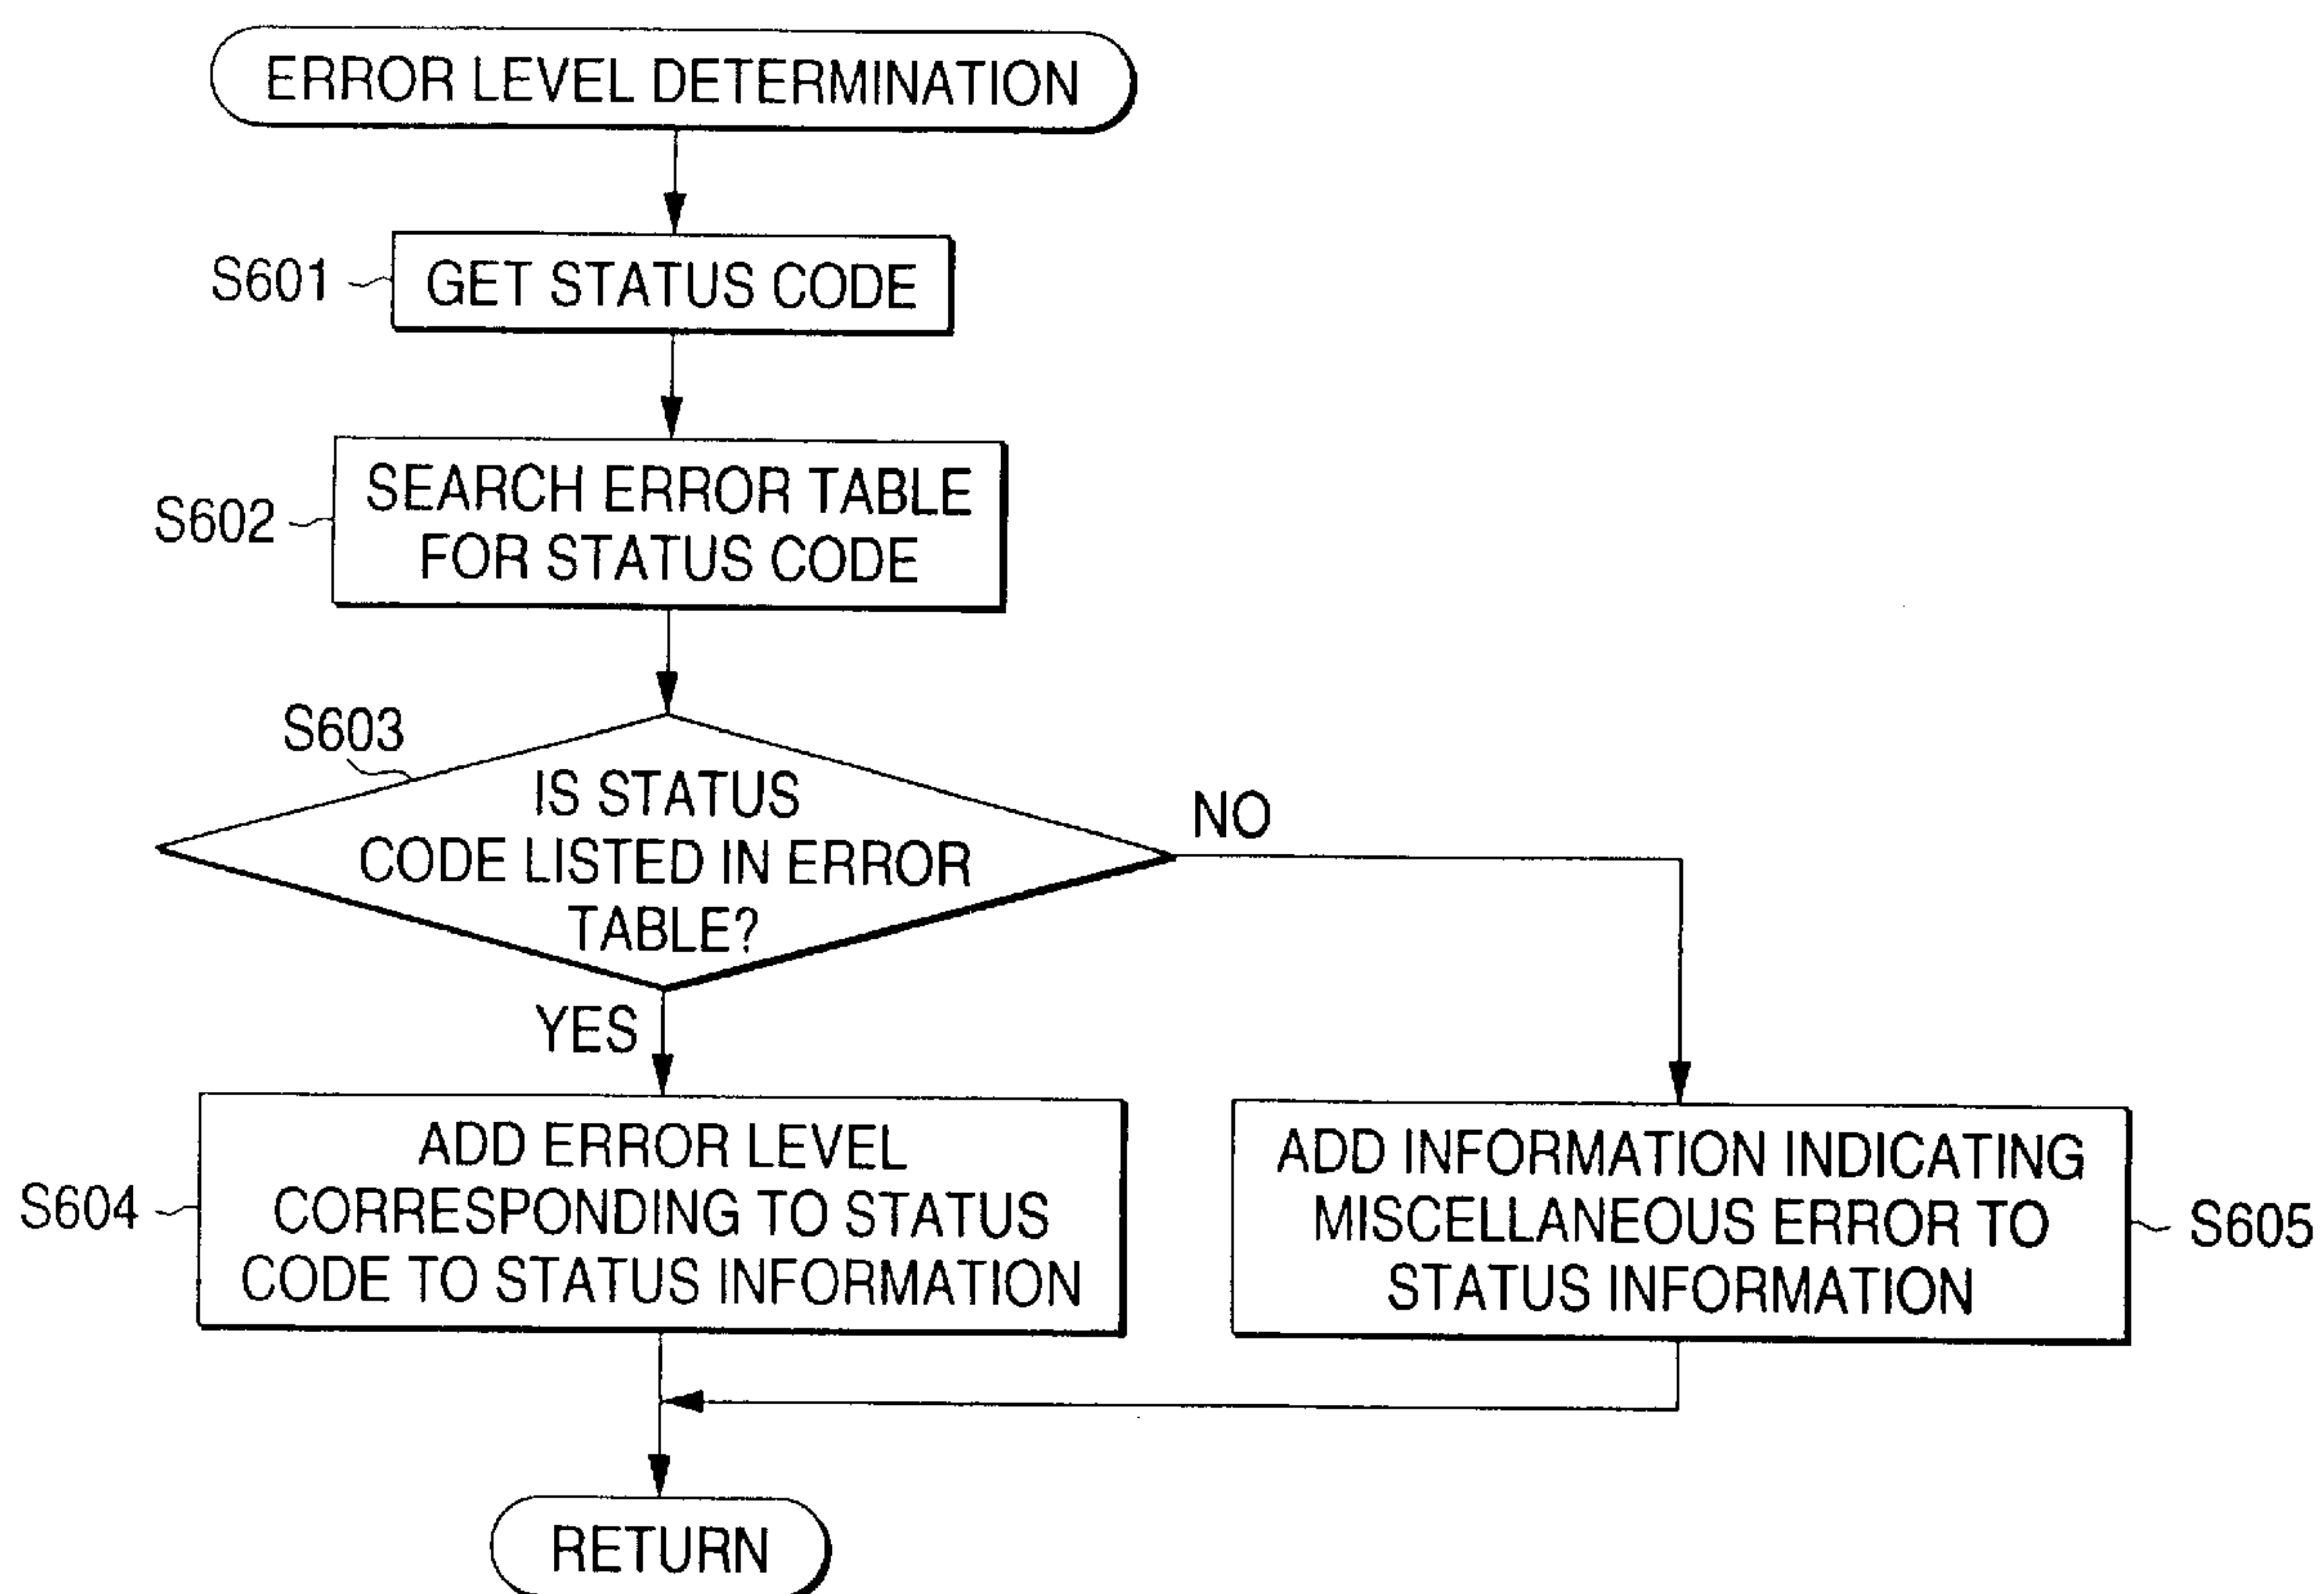 ERROR LEVEL DETERMINATION
S601
GET STATUS CODE
S602
SEARCH ERROR TABLE
FOR STATUS CODE
S603
IS STATUS
CODE LISTED IN ERROR
TABLE?
NO
YES
S604
ADD ERROR LEVEL
CORRESPONDING TO STATUS
CODE TO STATUS INFORMATION
ADD INFORMATION INDICATING
MISCELLANEOUS ERROR TO
STATUS INFORMATION
S605
RETURN